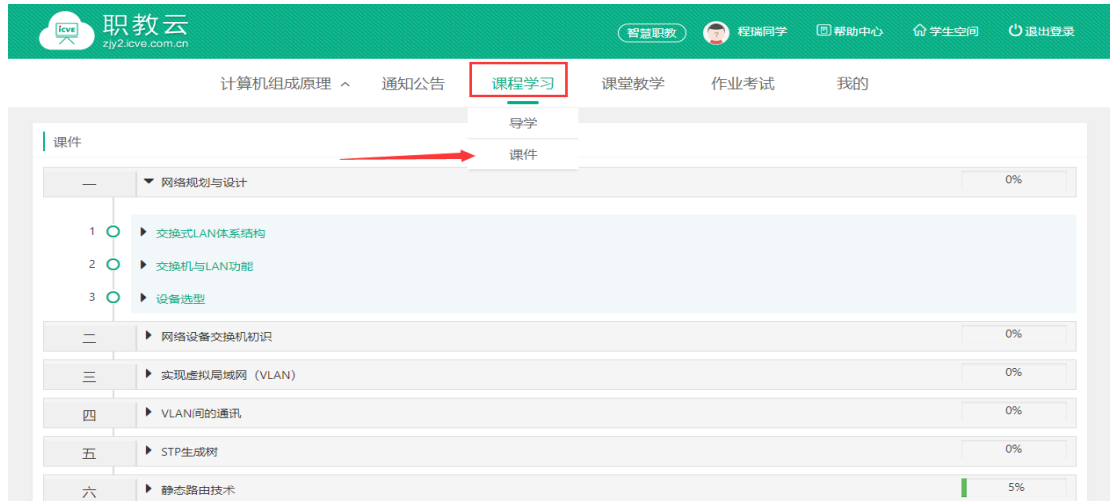 icve 职教云
zjy2.icve.com.cn
智慧职教 程瑞同学 帮助中心 学生空间 退出登录
计算机组成原理 通知公告 课程学习 课堂教学 作业考试 我的
导学
课件
课件
一 网络规划与设计 0%
1 交换式LAN体系结构
2 交换机与LAN功能
3 设备选型
二 网络设备交换机初识 0%
三 实现虚拟局域网（VLAN） 0%
四 VLAN间的通讯 0%
五 STP生成树 0%
六 静态路由技术 5%